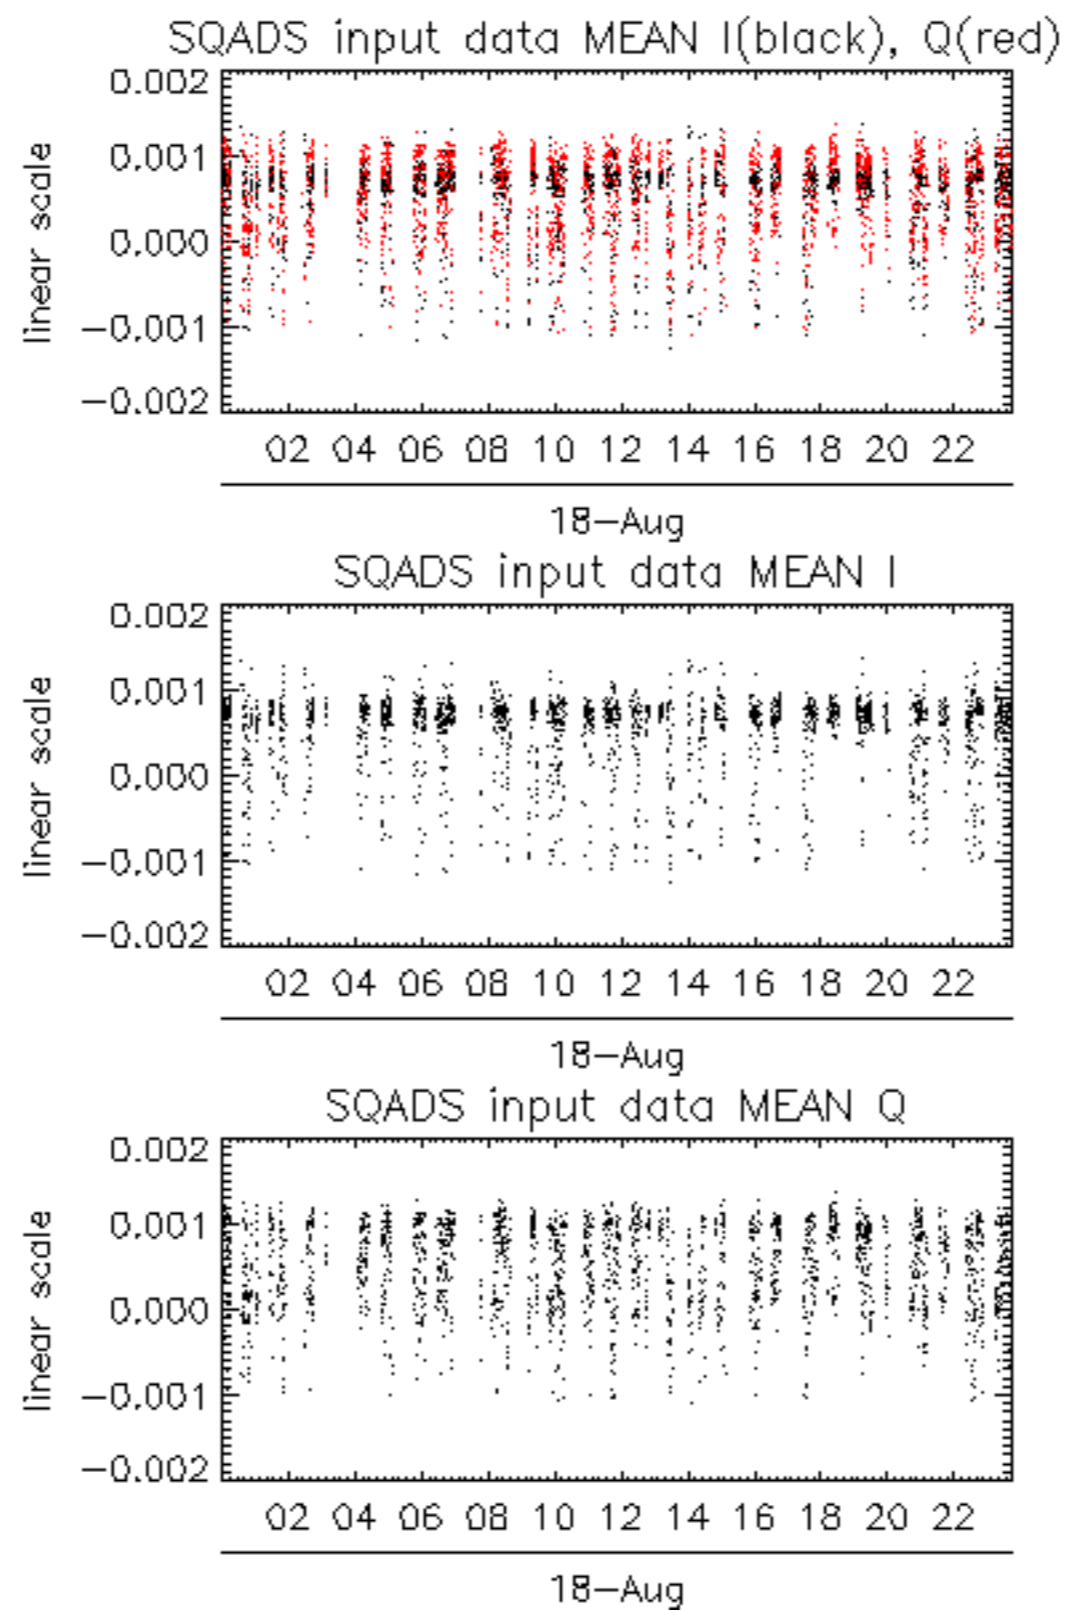 SQADS input data MEAN I(black), Q(red)
0.002
0.001
0.000
−0.001
−0.002
linear scale
02 04 06 08 10 12 14 16 18 20 22
18−Aug
SQADS input data MEAN I
0.002
0.001
0.000
−0.001
−0.002
linear scale
02 04 06 08 10 12 14 16 18 20 22
18−Aug
SQADS input data MEAN Q
0.002
0.001
0.000
−0.001
−0.002
linear scale
02 04 06 08 10 12 14 16 18 20 22
18−Aug